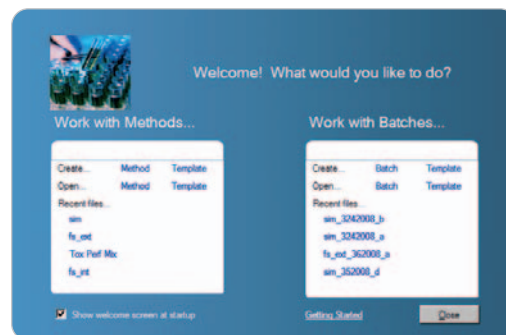 Welcome! What would you like to do?
Work with Methods...
Create... Method Template
Open... Method Template
Recent files...
sim
fs_ext
Tox Perf Mix
fs_int
Show welcome screen at startup
Work with Batches...
Create... Batch Template
Open... Batch Template
Recent files...
sim_3242008_b
sim_3242008_a
fs_ext_362008_a
sim_352008_d
Getting Started
Close